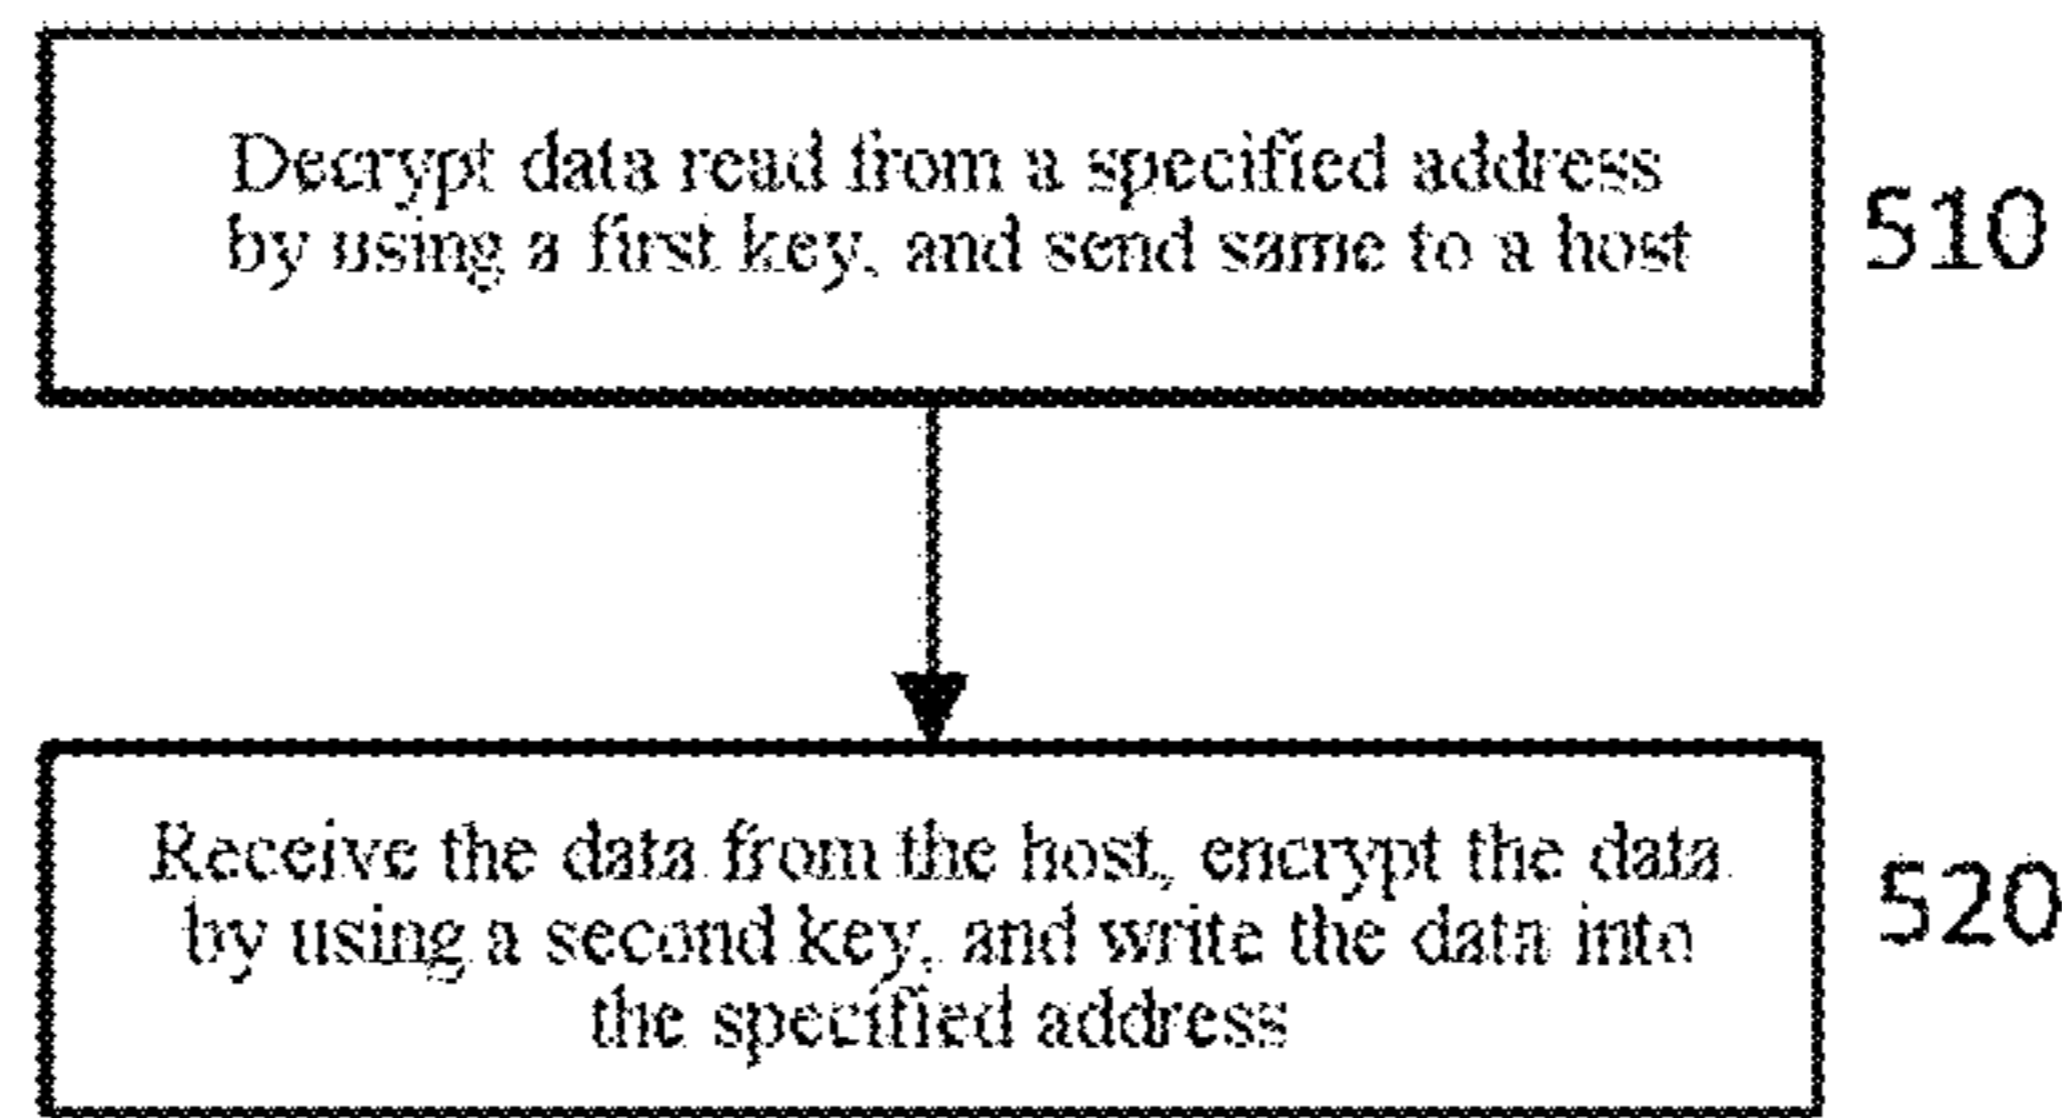 Decrypt data read from a specified address
by using a first key, and send same to a host
510
Receive the data from the host, encrypt the data
by using a second key, and write the data into
the specified address
520